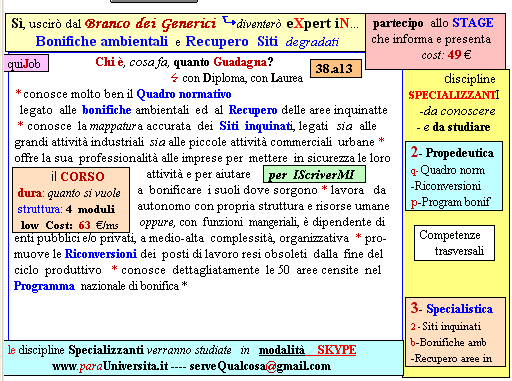 Sì, uscirò dal Branco dei Generici diventerò eXpert iN...
Bonifiche ambientali e Recupero Siti degradati
partecipo allo STAGE
che informa e presenta
cost: 49 €
quiJob
Chi è, cosa fa, quanto Guadagna?
con Diploma, con Laurea
38.a13
* conosce molto ben il Quadro normativo
legato alle bonifiche ambientali ed al Recupero delle aree inquinatte
* conosce la mappatura accurata dei Siti inquinati, legati sia alle
grandi attività industriali sia alle piccole attività commerciali urbane *
offre la sua professionalità alle imprese per mettere in sicurezza le loro
attività e per aiutare per IScriverMI
a bonificare i suoli dove sorgono * lavora da
autonomo con propria struttura e risorse umane
oppure, con funzioni mangeriali, è dipendente di
enti pubblici e/o privati, a medio-alta complessità, organizzativa * pro-
muove le Riconversioni dei posti di lavoro resi obsoleti dalla fine del
ciclo produttivo * conosce dettagliatamente le 50 aree censite nel
Programma nazionale di bonifica *
il CORSO
dura: quanto si vuole
struttura: 4 moduli
low Cost: 63 €/ms
discipline
SPECIALIZZANTI
-da conoscere
- e da studiare
2- Propedeutica
q- Quadro norm
-Riconversioni
p-Program bonif
Competenze
trasversali
3- Specialistica
2- Siti inquinati
b-Bonifiche amb
-Recupero aree in
le discipline Specializzanti verranno studiate in modalità SKYPE
www.paraUniversita.it ---- serveQualcosa@gmail.com